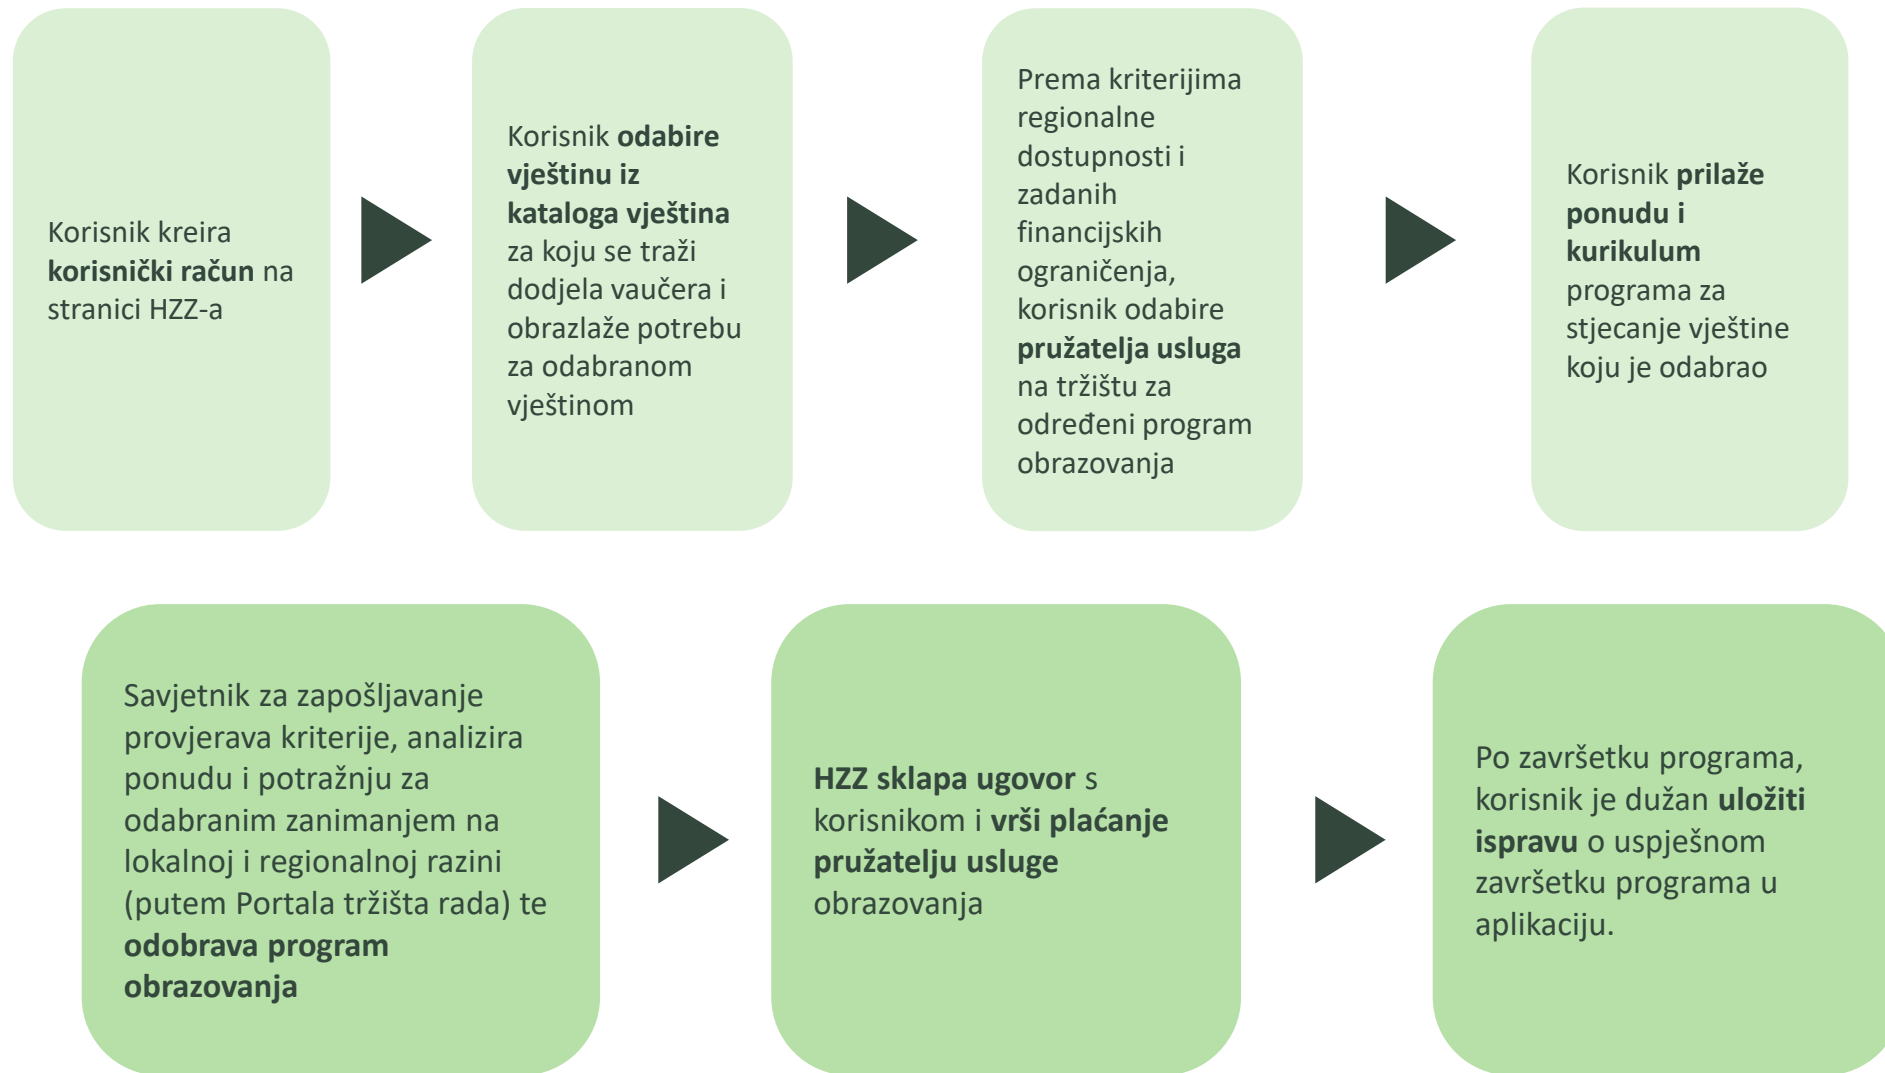 Korisnik kreira
korisnički račun na
stranici HZZ-a
Korisnik odabire
vještinu iz
kataloga vještina
za koju se traži
dodjela vaučera i
obrazlaže potrebu
za odabranom
vještinom
Prema kriterijima
regionalne
dostupnosti i
zadanih
financijskih
ograničenja,
korisnik odabire
pružatelja usluga
na tržištu za
određeni program
obrazovanja
Korisnik prilaže
ponudu i
kurikulum
programa za
stjecanje vještine
koju je odabrao
Savjetnik za zapošljavanje
provjerava kriterije, analizira
ponudu i potražnju za
odabranim zanimanjem na
lokalnoj i regionalnoj razini
(putem Portala tržišta rada) te
odobrava program
obrazovanja
HZZ sklapa ugovor s
korisnikom i vrši plaćanje
pružatelju usluge
obrazovanja
Po završetku programa,
korisnik je dužan uložiti
ispravu o uspješnom
završetku programa u
aplikaciju.